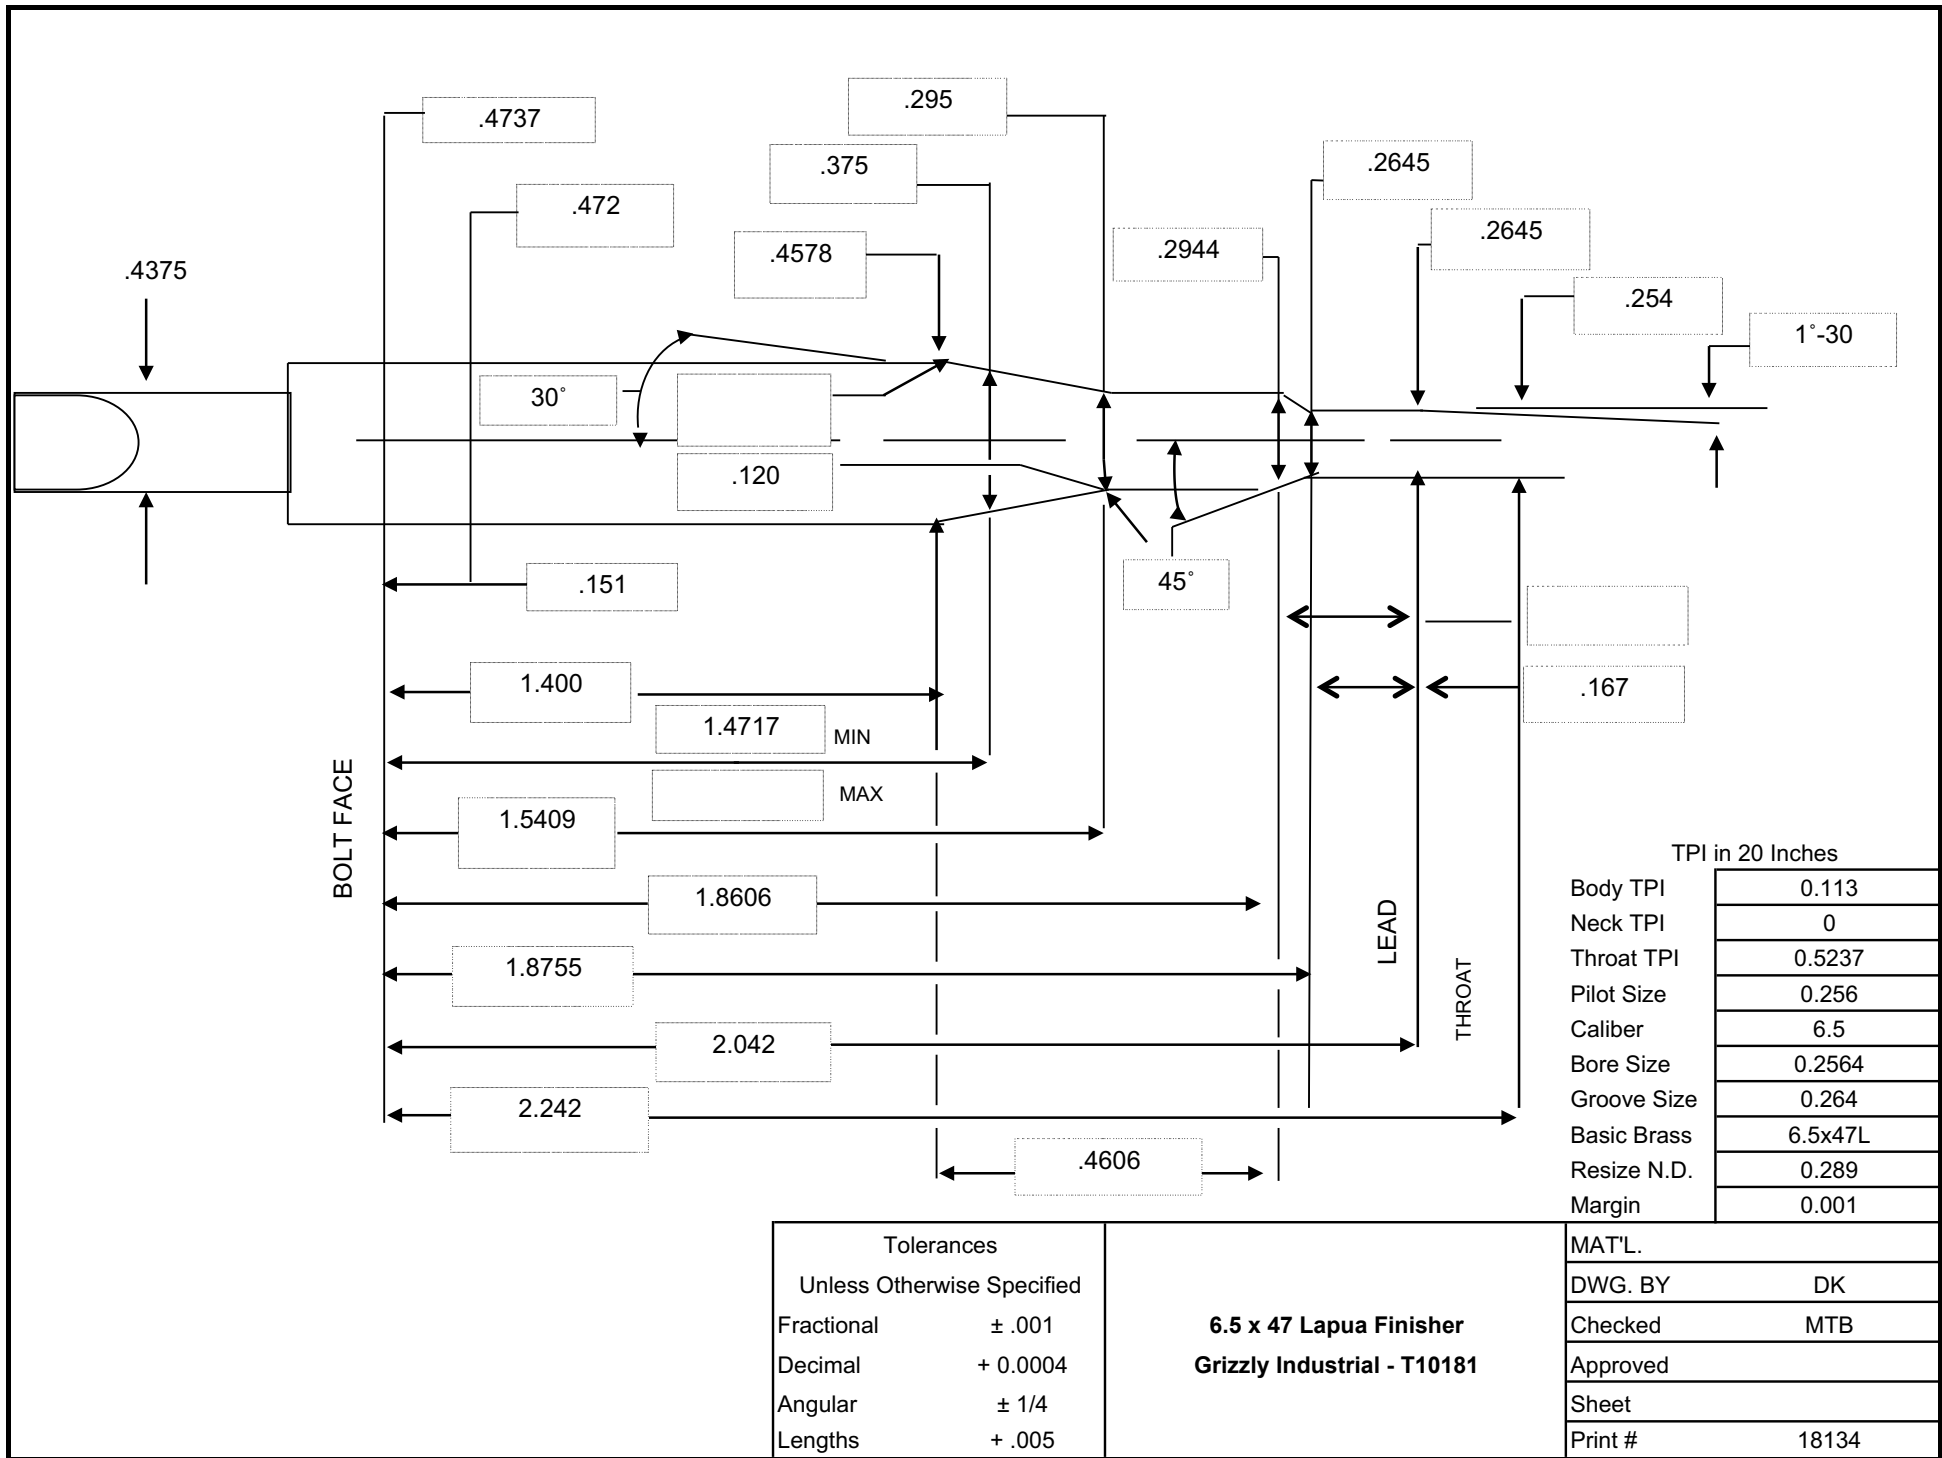 .4737
.295
.375
.2645
.472
.2645
.4578
.2944
.4375
.254
1˚-30
30˚
.120
45˚
.151
.167
1.400
1.4717 MIN
MAX
BOLT FACE
1.5409
1.8606
LEAD
1.8755
THROAT
2.042
2.242
.4606
TPI in 20 Inches
Body TPI 0.113
Neck TPI 0
Throat TPI 0.5237
Pilot Size 0.256
Caliber 6.5
Bore Size 0.2564
Groove Size 0.264
Basic Brass 6.5x47L
Resize N.D. 0.289
Margin 0.001
Tolerances
Unless Otherwise Specified
Fractional ± .001
Decimal + 0.0004
Angular ± 1/4
Lengths + .005
6.5 x 47 Lapua Finisher
Grizzly Industrial - T10181
MAT'L.
DWG. BY DK
Checked MTB
Approved
Sheet
Print # 18134